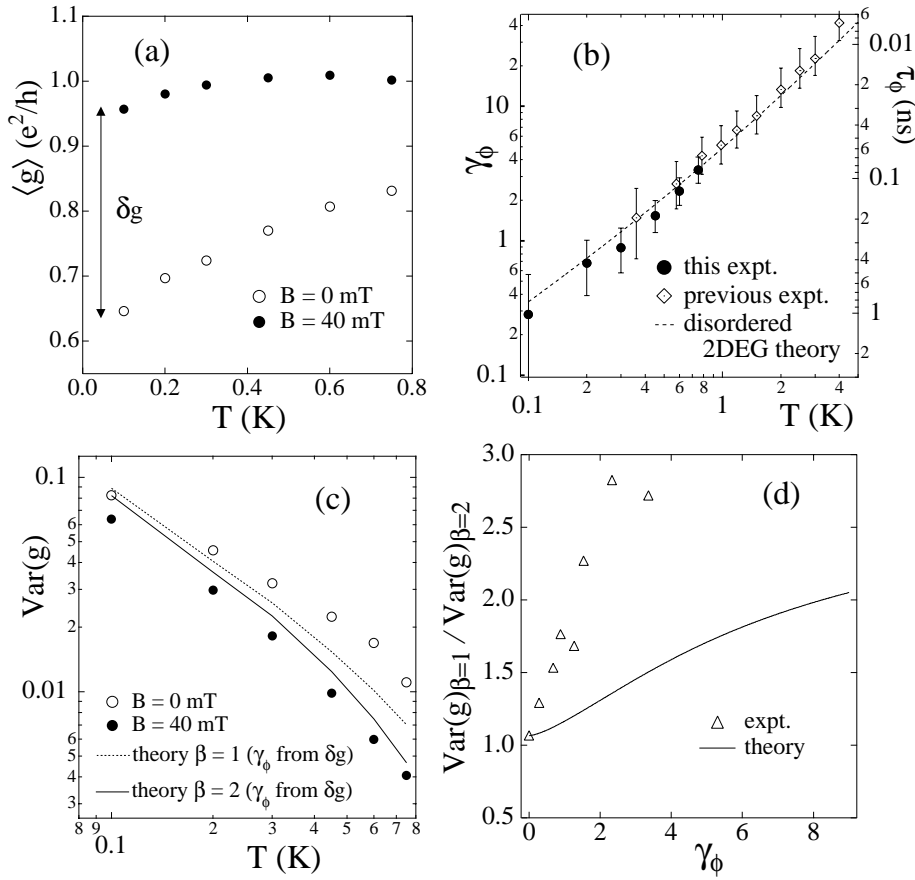 (a)
1.1
1.0
0.9
0.8
0.7
0.6
⟨g⟩ (e²/h)
δg
B = 0 mT
B = 40 mT
0.0 0.2 0.4 0.6 0.8
T (K)
(b)
4
2
10
6
4
2
1
6
4
2
0.1
γϕ
6
0.01
2
4
6
0.1
2
4
6
1
2
τϕ (ns)
this expt.
previous expt.
disordered
2DEG theory
0.1 2 4 6 8 1 2 4
T (K)
(c)
0.1
6
5
4
3
2
0.01
6
5
4
3
Var(g)
B = 0 mT
B = 40 mT
theory β = 1 (γϕ from δg)
theory β = 2 (γϕ from δg)
8 9 0.1 2 3 4 5 6 7 8
T (K)
(d)
3.0
2.5
2.0
1.5
1.0
0.5
Var(g)β=1 / Var(g)β=2
expt.
theory
0 2 4 6 8
γϕ